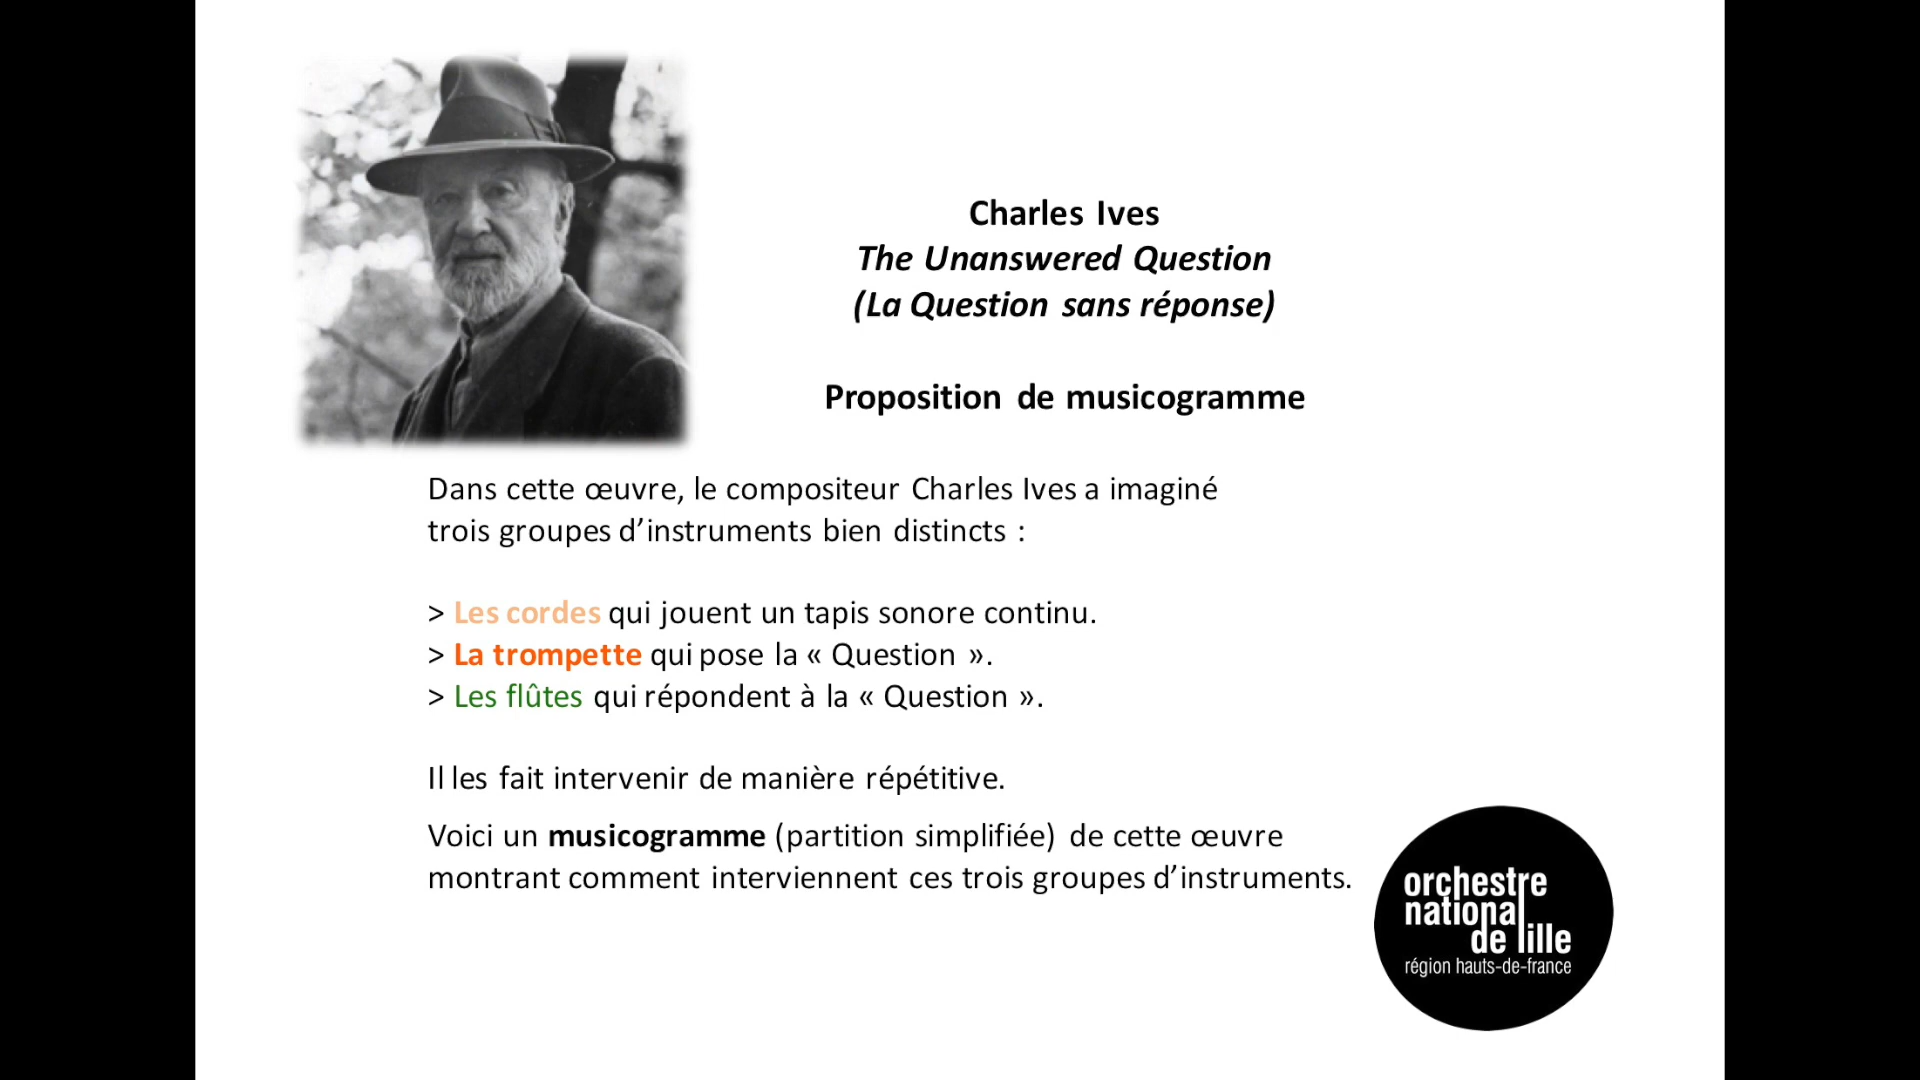 Charles Ives
The Unanswered Question
(La Question sans réponse)
Proposition de musicogramme
Dans cette œuvre, le compositeur Charles Ives a imaginé
trois groupes d’instruments bien distincts :
> Les cordes qui jouent un tapis sonore continu.
> La trompette qui pose la « Question ».
> Les flûtes qui répondent à la « Question ».
Il les fait intervenir de manière répétitive.
Voici un musicogramme (partition simplifiée) de cette œuvre
montrant comment interviennent ces trois groupes d’instruments.
orchestre
national
de lille
région hauts-de-france